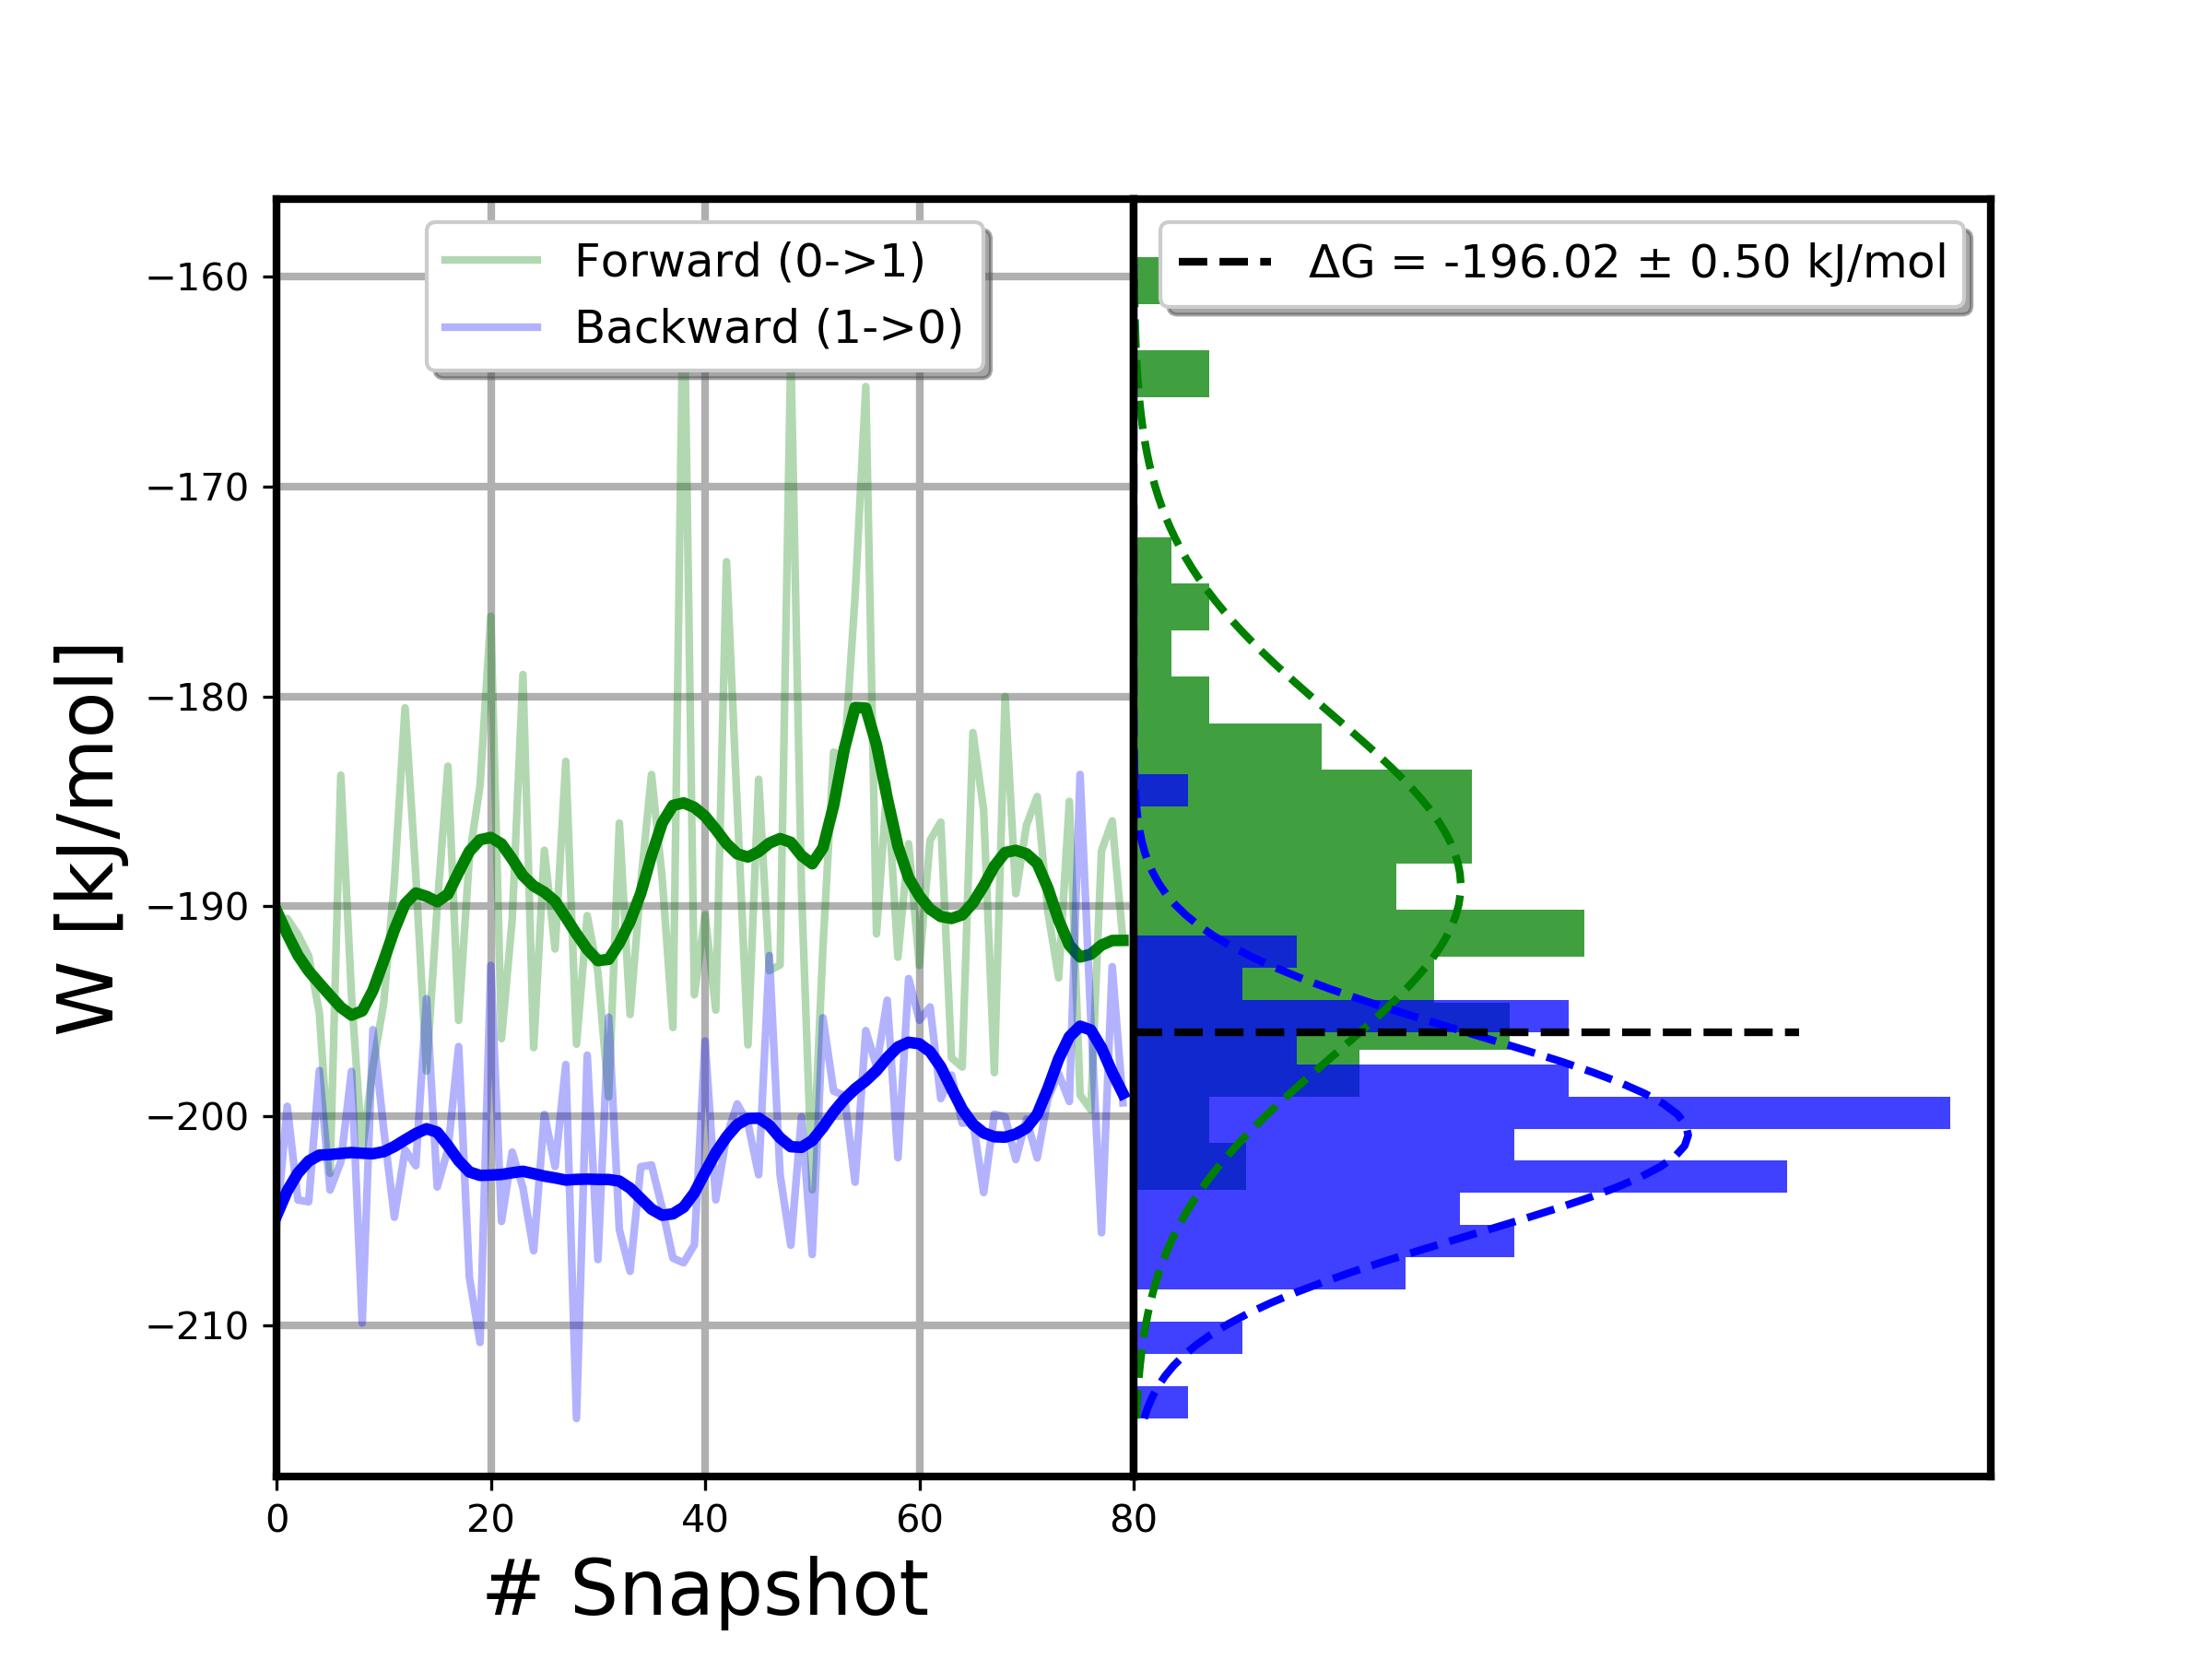 Forward (0->1)
Backward (1->0)
ΔG = -196.02 ± 0.50 kJ/mol
−160
−170
−180
−190
−200
−210
W [kJ/mol]
0 20 40 60 80
# Snapshot